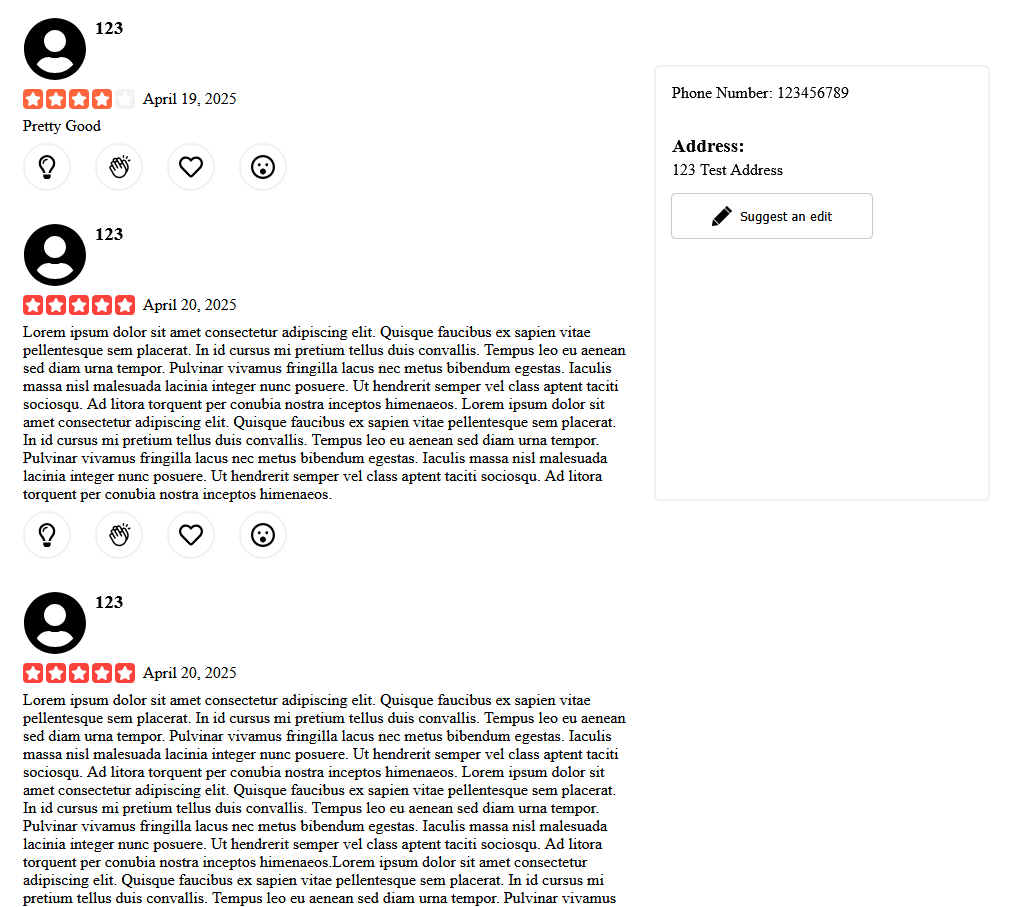 123
April 19, 2025
Pretty Good
123
April 20, 2025
Lorem ipsum dolor sit amet consectetur adipiscing elit. Quisque faucibus ex sapien vitae
pellentesque sem placerat. In id cursus mi pretium tellus duis convallis. Tempus leo eu aenean
sed diam urna tempor. Pulvinar vivamus fringilla lacus nec metus bibendum egestas. Iaculis
massa nisl malesuada lacinia integer nunc posuere. Ut hendrerit semper vel class aptent taciti
sociosqu. Ad litora torquent per conubia nostra inceptos himenaeos. Lorem ipsum dolor sit
amet consectetur adipiscing elit. Quisque faucibus ex sapien vitae pellentesque sem placerat.
In id cursus mi pretium tellus duis convallis. Tempus leo eu aenean sed diam urna tempor.
Pulvinar vivamus fringilla lacus nec metus bibendum egestas. Iaculis massa nisl malesuada
lacinia integer nunc posuere. Ut hendrerit semper vel class aptent taciti sociosqu. Ad litora
torquent per conubia nostra inceptos himenaeos.
123
April 20, 2025
Lorem ipsum dolor sit amet consectetur adipiscing elit. Quisque faucibus ex sapien vitae
pellentesque sem placerat. In id cursus mi pretium tellus duis convallis. Tempus leo eu aenean
sed diam urna tempor. Pulvinar vivamus fringilla lacus nec metus bibendum egestas. Iaculis
massa nisl malesuada lacinia integer nunc posuere. Ut hendrerit semper vel class aptent taciti
sociosqu. Ad litora torquent per conubia nostra inceptos himenaeos. Lorem ipsum dolor sit
amet consectetur adipiscing elit. Quisque faucibus ex sapien vitae pellentesque sem placerat.
In id cursus mi pretium tellus duis convallis. Tempus leo eu aenean sed diam urna tempor.
Pulvinar vivamus fringilla lacus nec metus bibendum egestas. Iaculis massa nisl malesuada
lacinia integer nunc posuere. Ut hendrerit semper vel class aptent taciti sociosqu. Ad litora
torquent per conubia nostra inceptos himenaeos.Lorem ipsum dolor sit amet consectetur
adipiscing elit. Quisque faucibus ex sapien vitae pellentesque sem placerat. In id cursus mi
pretium tellus duis convallis. Tempus leo eu aenean sed diam urna tempor. Pulvinar vivamus
Phone Number: 123456789
Address:
123 Test Address
Suggest an edit